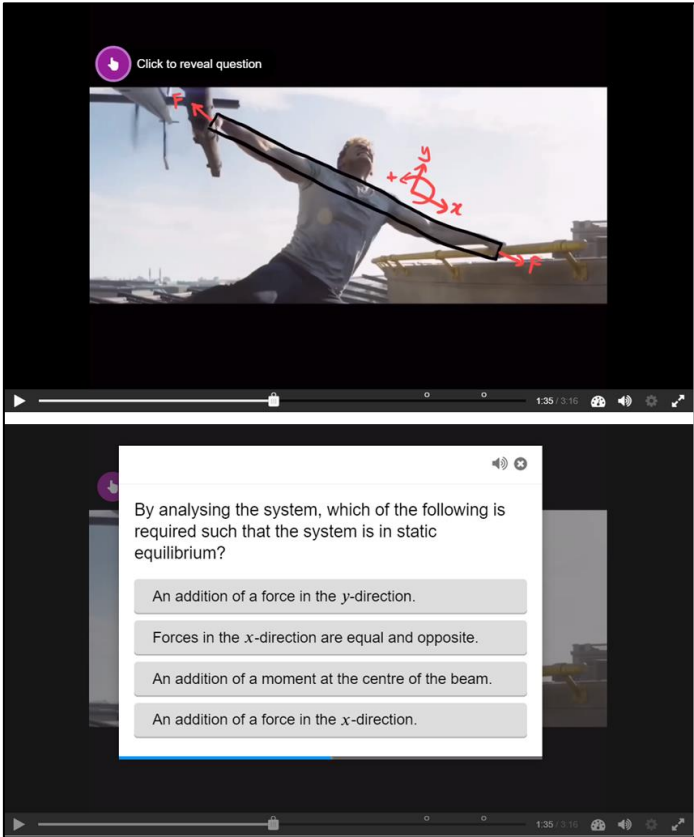 Click to reveal question
F
y
+
x
F
1:35 / 3:16
By analysing the system, which of the following is
required such that the system is in static
equilibrium?
An addition of a force in the y-direction.
Forces in the x-direction are equal and opposite.
An addition of a moment at the centre of the beam.
An addition of a force in the x-direction.
1:35 / 3:16